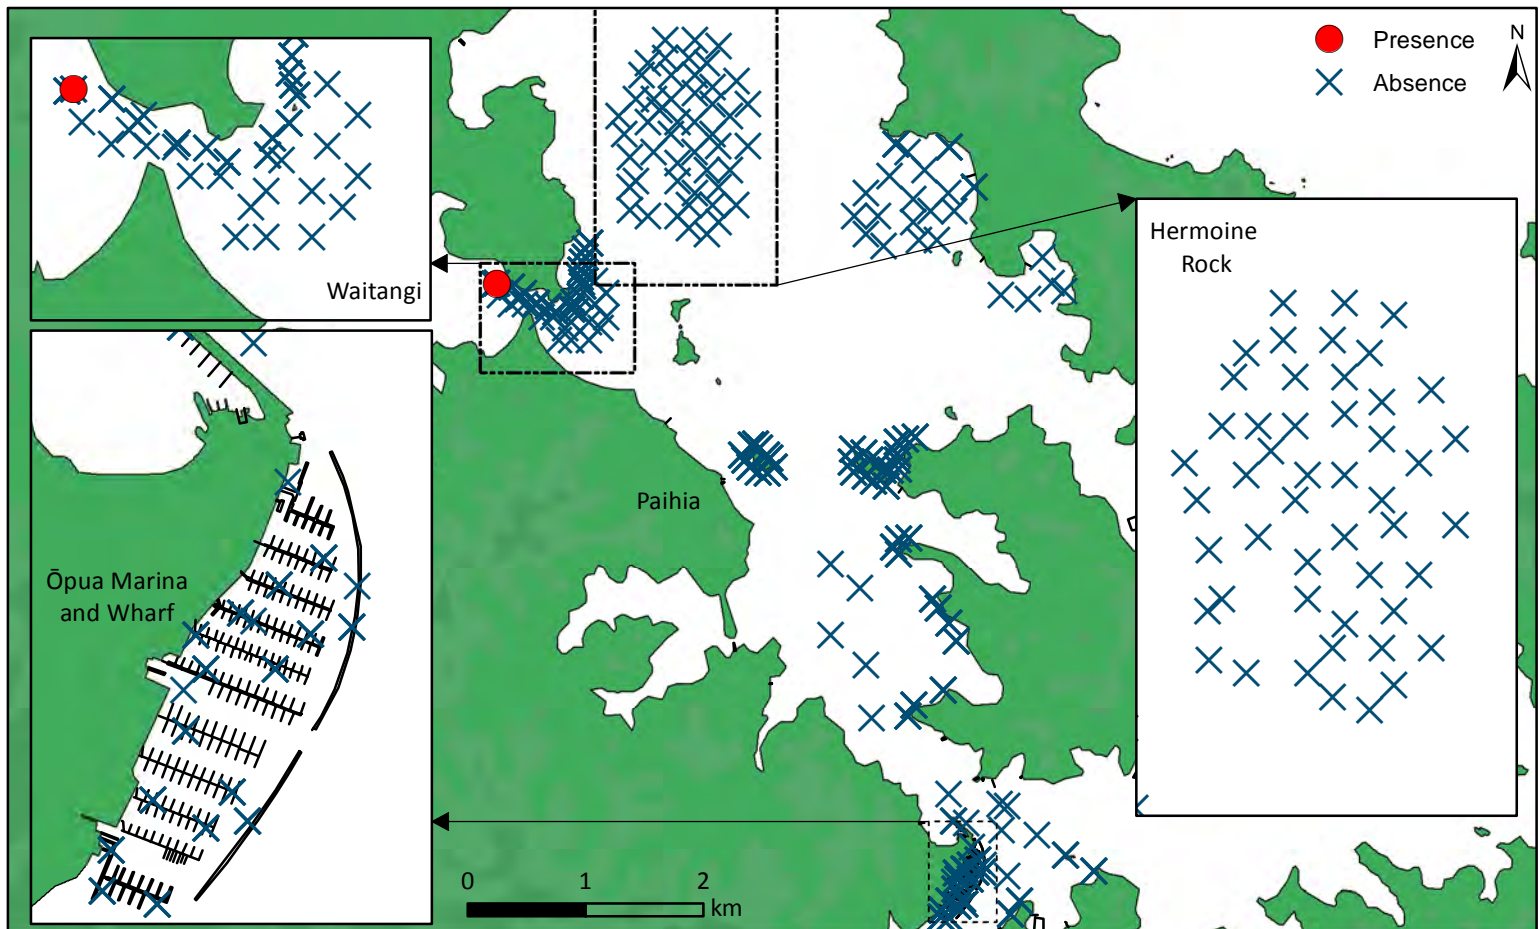 Presence
Absence
N
Waitangi
Hermoine
Rock
Paihia
Ōpua Marina
and Wharf
0 1 2
km